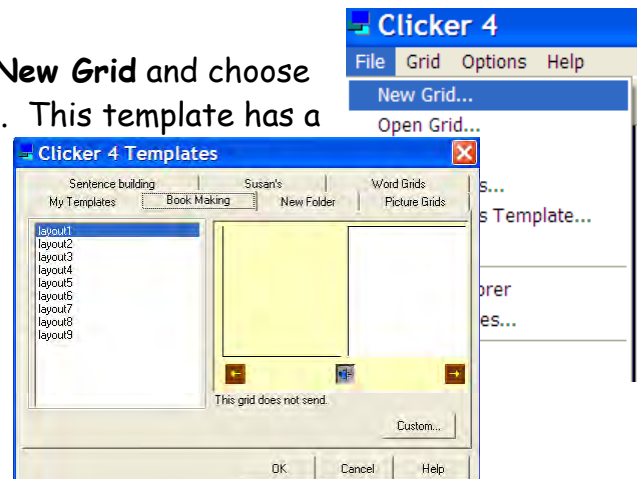 New Grid and choose
. This template has a
Clicker 4
File Grid Options Help
New Grid...
Open Grid...
s...
s Template...
orer
es...
Clicker 4 Templates
Sentence building Susan's Word Grids
My Templates Book Making New Folder Picture Grids
layout1
layout2
layout3
layout4
layout5
layout6
layout7
layout8
layout9
This grid does not send.
Custom...
OK Cancel Help